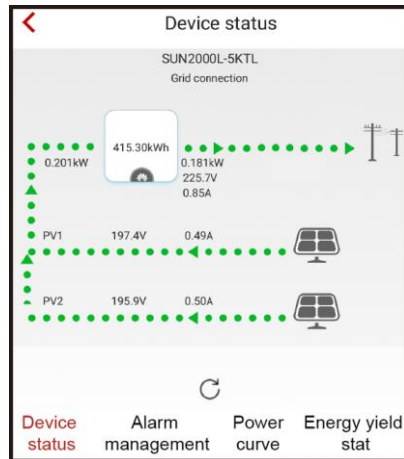 Device status
SUN2000L-5KTL
Grid connection
415.30kWh
0.201kW
0.181kW
225.7V
0.85A
PV1 197.4V 0.49A
PV2 195.9V 0.50A
Device status
Alarm management
Power curve
Energy yield stat